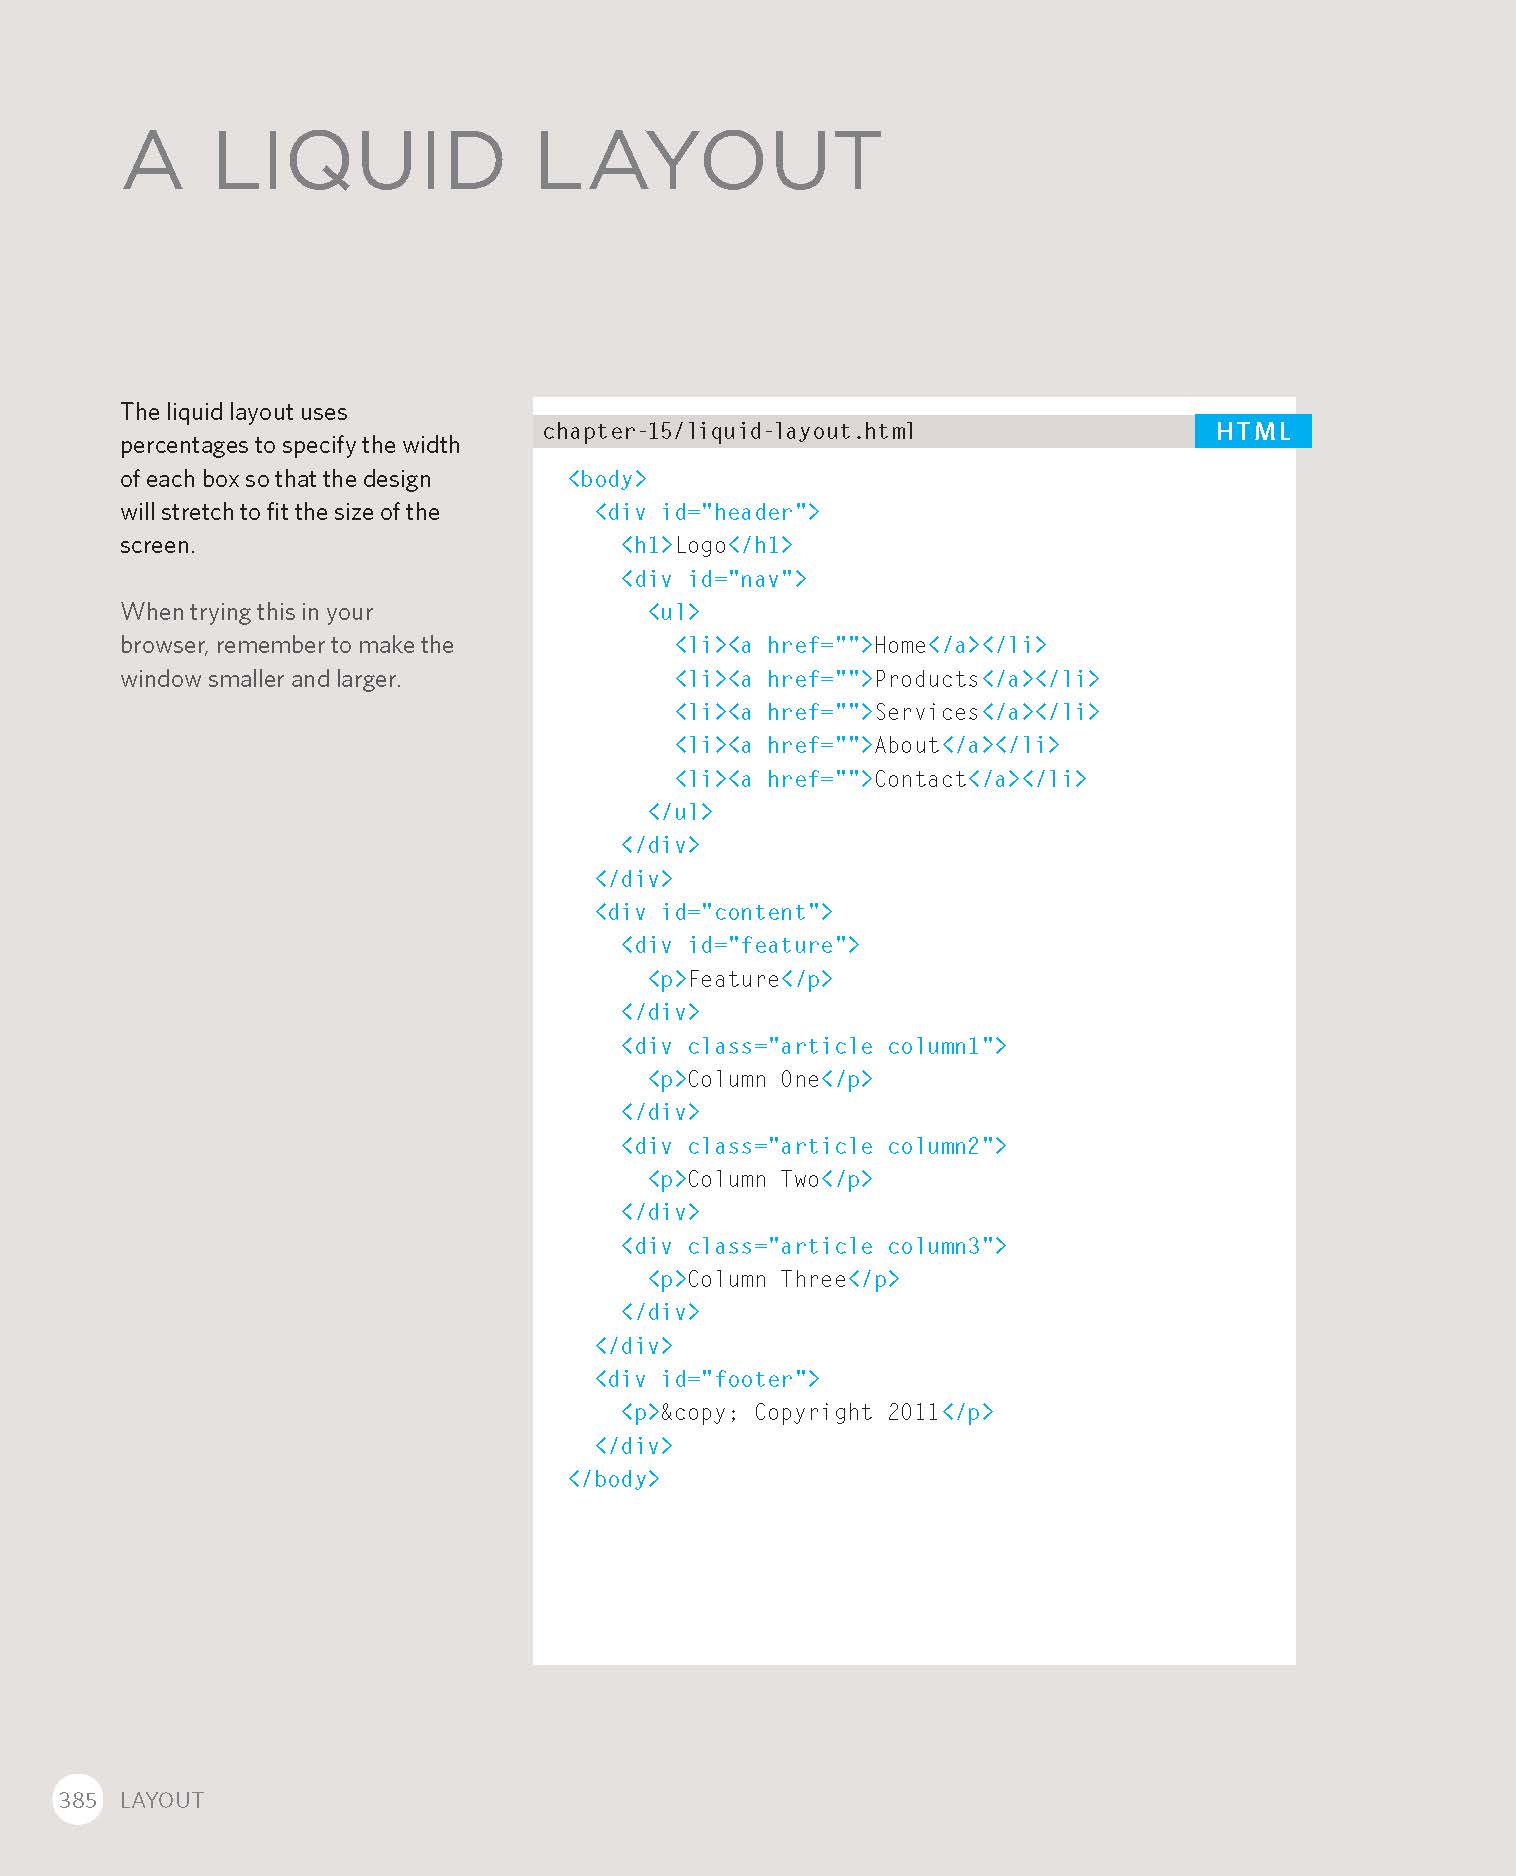 A LIQUID LAYOUT
The liquid layout uses
percentages to specify the width
of each box so that the design
will stretch to fit the size of the
screen.
When trying this in your
browser, remember to make the
window smaller and larger.
chapter-15/liquid-layout.html HTML
<body>
  <div id="header">
    <h1>Logo</h1>
    <div id="nav">
      <ul>
        <li><a href="">Home</a></li>
        <li><a href="">Products</a></li>
        <li><a href="">Services</a></li>
        <li><a href="">About</a></li>
        <li><a href="">Contact</a></li>
      </ul>
    </div>
  </div>
  <div id="content">
    <div id="feature">
      <p>Feature</p>
    </div>
    <div class="article column1">
      <p>Column One</p>
    </div>
    <div class="article column2">
      <p>Column Two</p>
    </div>
    <div class="article column3">
      <p>Column Three</p>
    </div>
  </div>
  <div id="footer">
    <p>&copy; Copyright 2011</p>
  </div>
</body>
385 LAYOUT